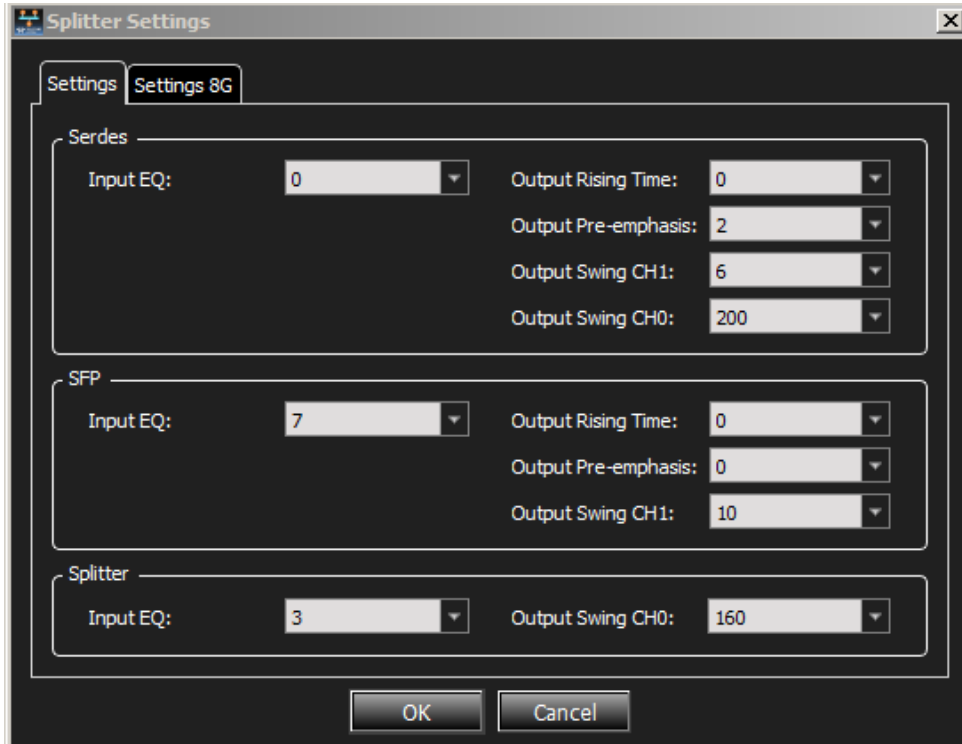 Splitter Settings
Settings Settings 8G
Serdes
Input EQ: 0 Output Rising Time: 0
Output Pre-emphasis: 2
Output Swing CH1: 6
Output Swing CH0: 200
SFP
Input EQ: 7 Output Rising Time: 0
Output Pre-emphasis: 0
Output Swing CH1: 10
Splitter
Input EQ: 3 Output Swing CH0: 160
OK Cancel